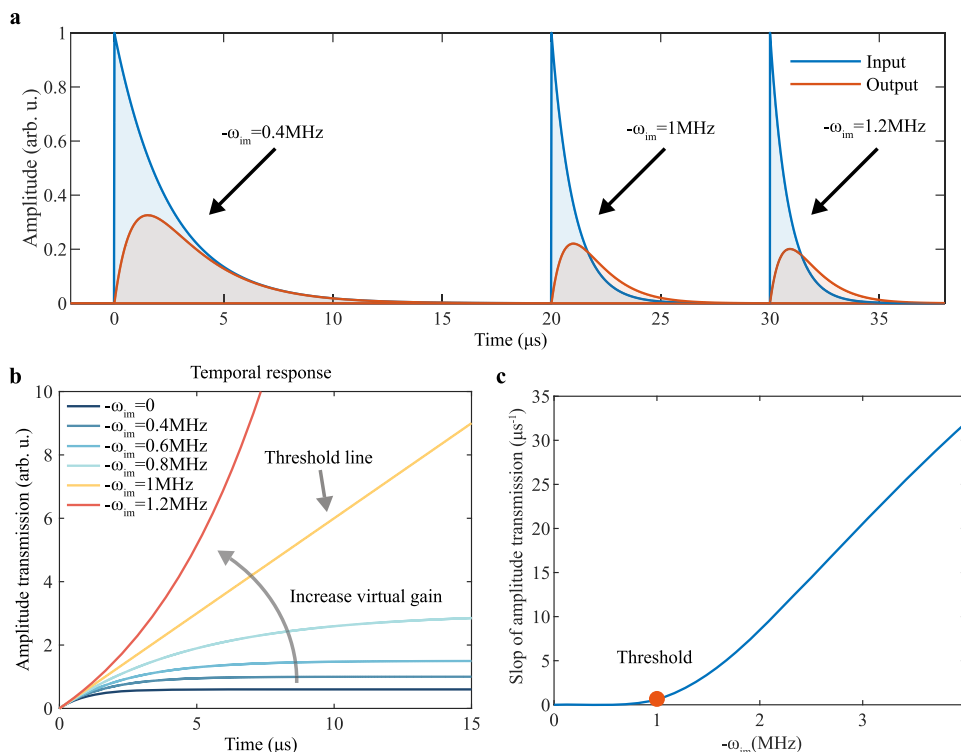 a
1
0.8
0.6
0.4
0.2
0
Amplitude (arb. u.)
-ω_im=0.4MHz
-ω_im=1MHz
-ω_im=1.2MHz
Input
Output
0 5 10 15 20 25 30 35
Time (μs)
b
Temporal response
10
8
6
4
2
0
Amplitude transmission (arb. u.)
-ω_im=0
-ω_im=0.4MHz
-ω_im=0.6MHz
-ω_im=0.8MHz
-ω_im=1MHz
-ω_im=1.2MHz
Threshold line
Increase virtual gain
0 5 10 15
Time (μs)
c
35
30
25
20
15
10
5
0
Slop of amplitude transmission (μs⁻¹)
Threshold
0 1 2 3
-ω_im(MHz)